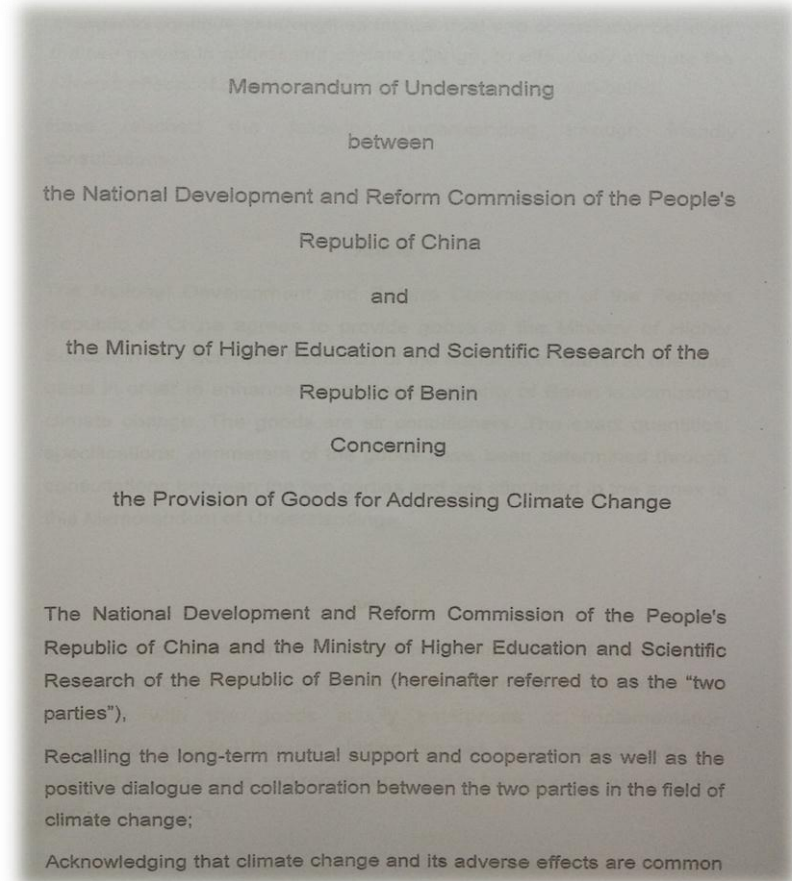 Memorandum of Understanding
between
the National Development and Reform Commission of the People's
Republic of China
and
the Ministry of Higher Education and Scientific Research of the
Republic of Benin
Concerning
the Provision of Goods for Addressing Climate Change
The National Development and Reform Commission of the People's
Republic of China and the Ministry of Higher Education and Scientific
Research of the Republic of Benin (hereinafter referred to as the "two
parties"),
Recalling the long-term mutual support and cooperation as well as the
positive dialogue and collaboration between the two parties in the field of
climate change;
Acknowledging that climate change and its adverse effects are common